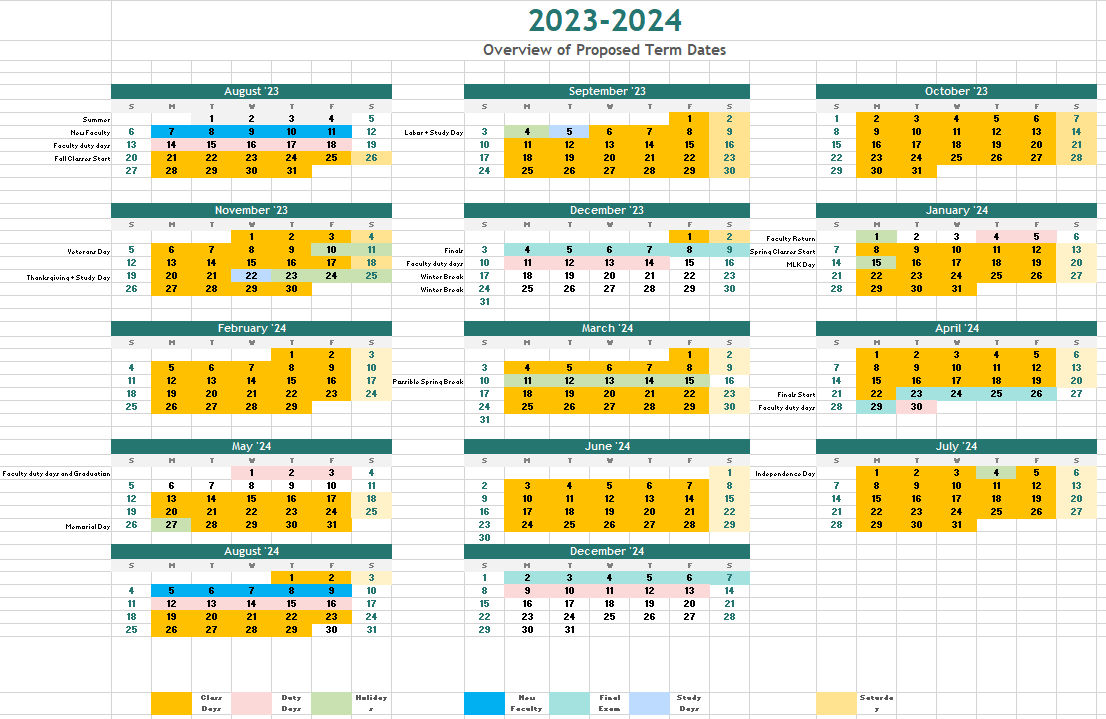 2023-2024
Overview of Proposed Term Dates
August '23 September '23 October '23
S M T W T F S S M T W T F S S M T W T F S
Summer 1 2 3 4 5 1 2 1 2 3 4 5 6 7
New Faculty 6 7 8 9 10 11 12 Labor + Study Day 3 4 5 6 7 8 9 8 9 10 11 12 13 14
Faculty duty days 13 14 15 16 17 18 19 10 11 12 13 14 15 16 15 16 17 18 19 20 21
Fall Classes Start 20 21 22 23 24 25 26 17 18 19 20 21 22 23 22 23 24 25 26 27 28
27 28 29 30 31 24 25 26 27 28 29 30 29 30 31
November '23 December '23 January '24
S M T W T F S S M T W T F S S M T W T F S
1 2 3 4 1 2 Faculty Return 1 2 3 4 5 6
Veterans Day 5 6 7 8 9 10 11 Finals 3 4 5 6 7 8 9 Spring Classes Start 7 8 9 10 11 12 13
12 13 14 15 16 17 18 Faculty duty days 10 11 12 13 14 15 16 MLK Day 14 15 16 17 18 19 20
Thanksgiving + Study Day 19 20 21 22 23 24 25 Winter Break 17 18 19 20 21 22 23 21 22 23 24 25 26 27
26 27 28 29 30 Winter Break 24 25 26 27 28 29 30 28 29 30 31
31
February '24 March '24 April '24
S M T W T F S S M T W T F S S M T W T F S
1 2 3 1 2 1 2 3 4 5 6
4 5 6 7 8 9 10 3 4 5 6 7 8 9 7 8 9 10 11 12 13
11 12 13 14 15 16 17 Possible Spring Break 10 11 12 13 14 15 16 14 15 16 17 18 19 20
18 19 20 21 22 23 24 17 18 19 20 21 22 23 Finals Start 21 22 23 24 25 26 27
25 26 27 28 29 24 25 26 27 28 29 30 Faculty duty days 28 29 30
31
May '24 June '24 July '24
S M T W T F S S M T W T F S S M T W T F S
Faculty duty days and Graduation 1 2 3 4 1 Independence Day 1 2 3 4 5 6
5 6 7 8 9 10 11 2 3 4 5 6 7 8 7 8 9 10 11 12 13
12 13 14 15 16 17 18 9 10 11 12 13 14 15 14 15 16 17 18 19 20
19 20 21 22 23 24 25 16 17 18 19 20 21 22 21 22 23 24 25 26 27
Memorial Day 26 27 28 29 30 31 23 24 25 26 27 28 29 28 29 30 31
30
August '24 December '24
S M T W T F S S M T W T F S
1 2 3 1 2 3 4 5 6 7
4 5 6 7 8 9 10 8 9 10 11 12 13 14
11 12 13 14 15 16 17 15 16 17 18 19 20 21
18 19 20 21 22 23 24 22 23 24 25 26 27 28
25 26 27 28 29 30 31 29 30 31
Class Duty Holiday New Final Study Saturda
Days Days s Faculty Exam Days y